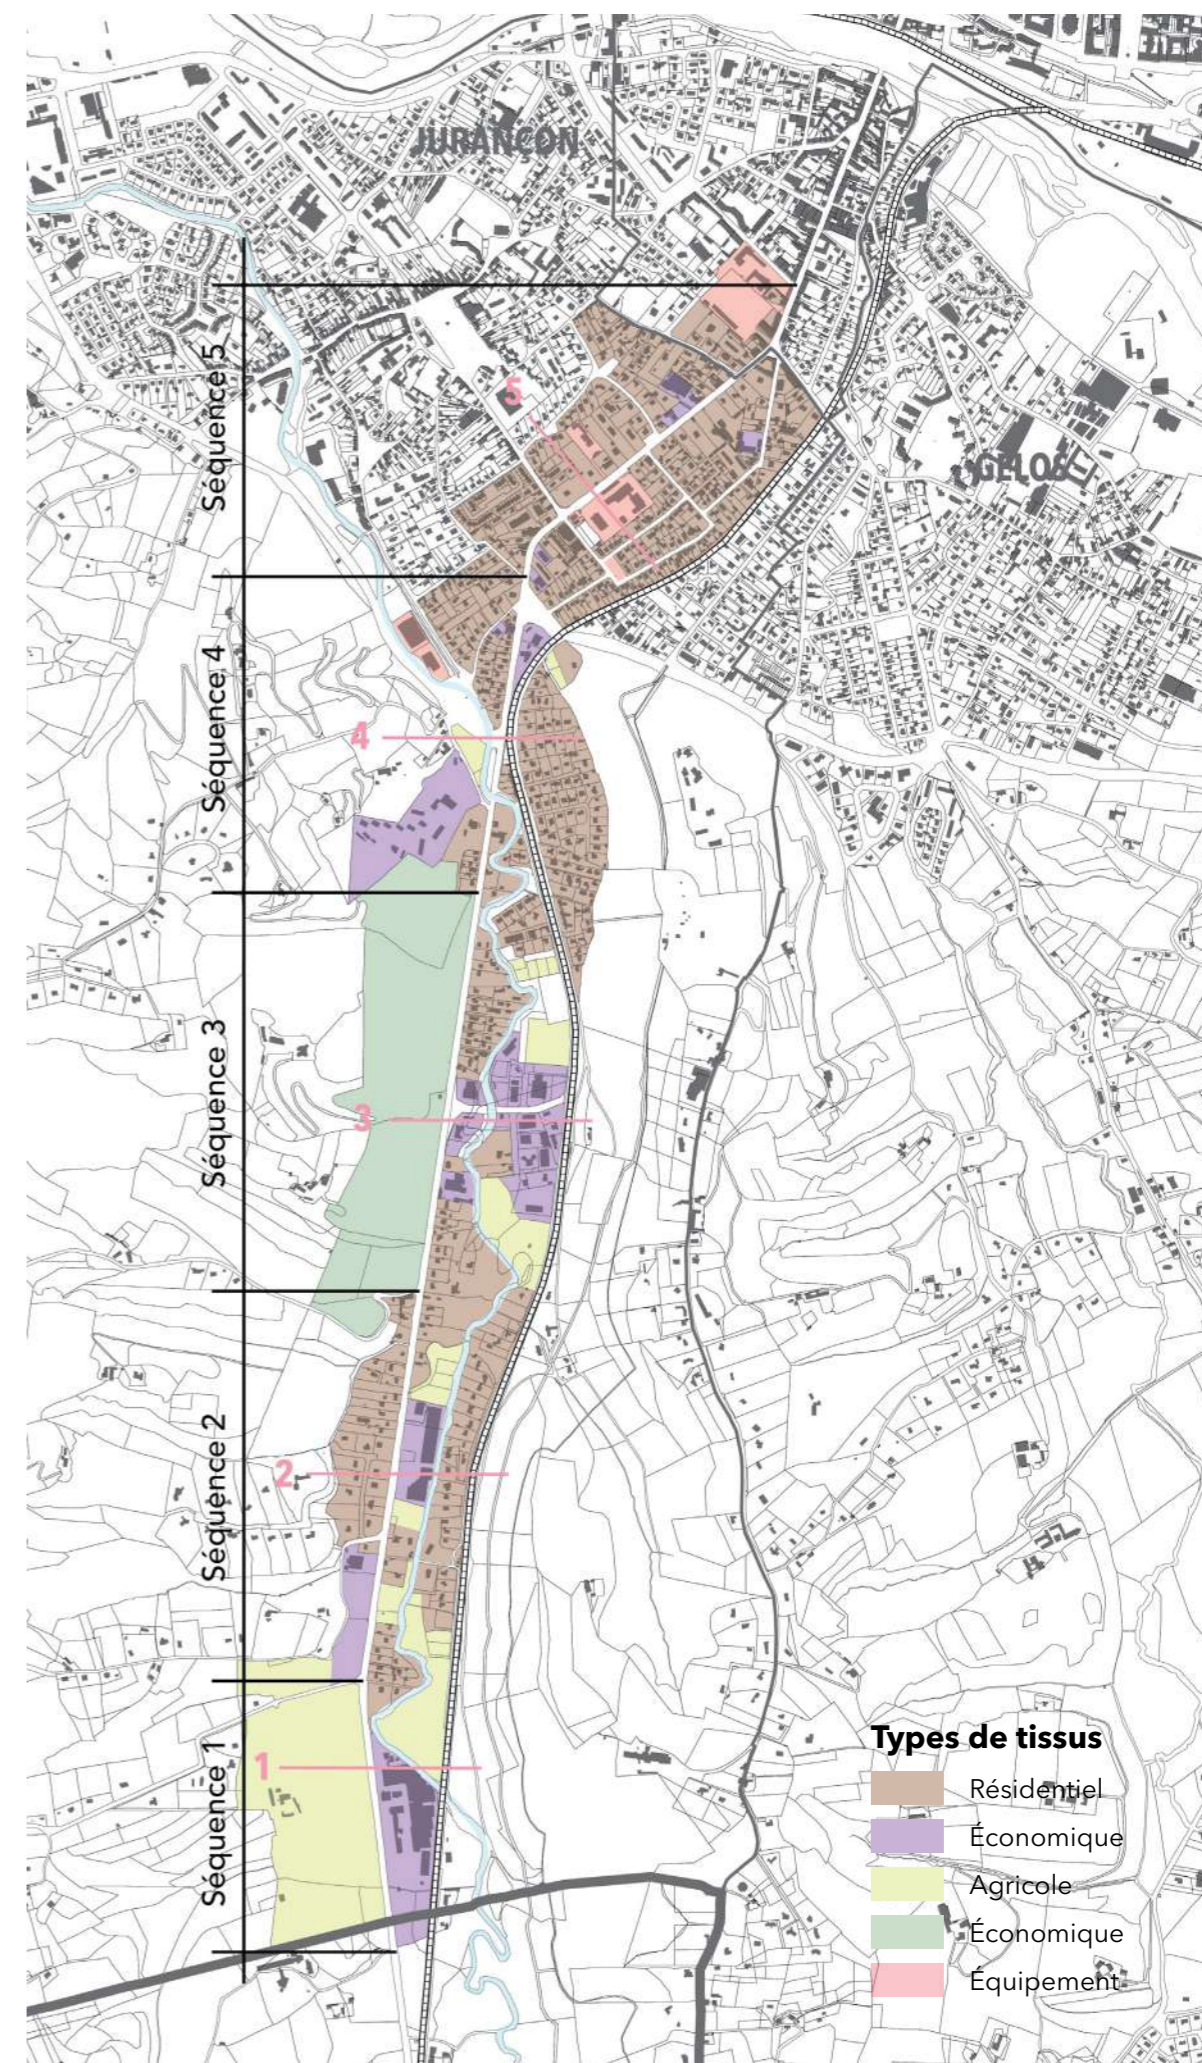 JURANÇON
Séquence 5
5
GELOS
Séquence 4
4
Séquence 3
3
Séquence 2
2
Séquence 1
1
Types de tissus
Résidentiel
Économique
Agricole
Économique
Équipement